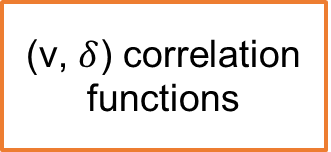 (v, 𝛿) correlation
functions